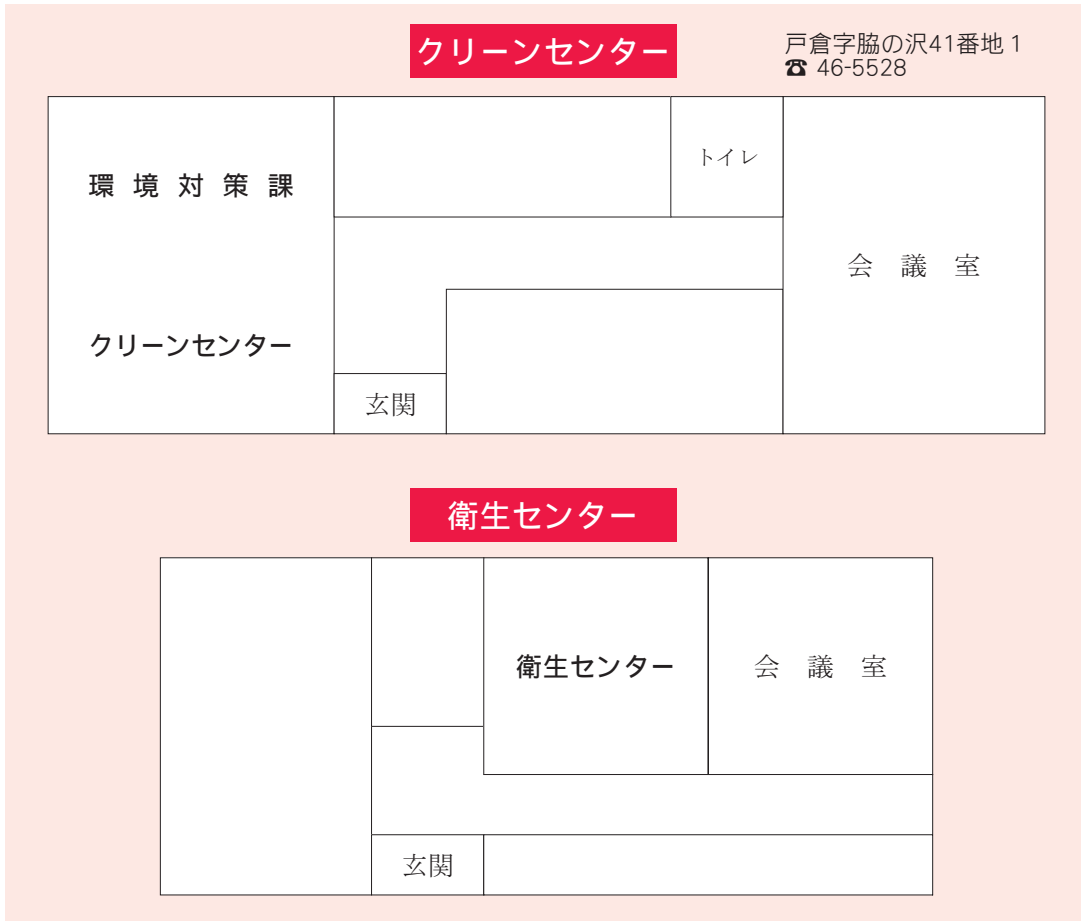 クリーンセンター
戸倉字脇の沢41番地1
☎ 46-5528
環境対策課
クリーンセンター
トイレ
会議室
玄関
衛生センター
衛生センター
会議室
玄関